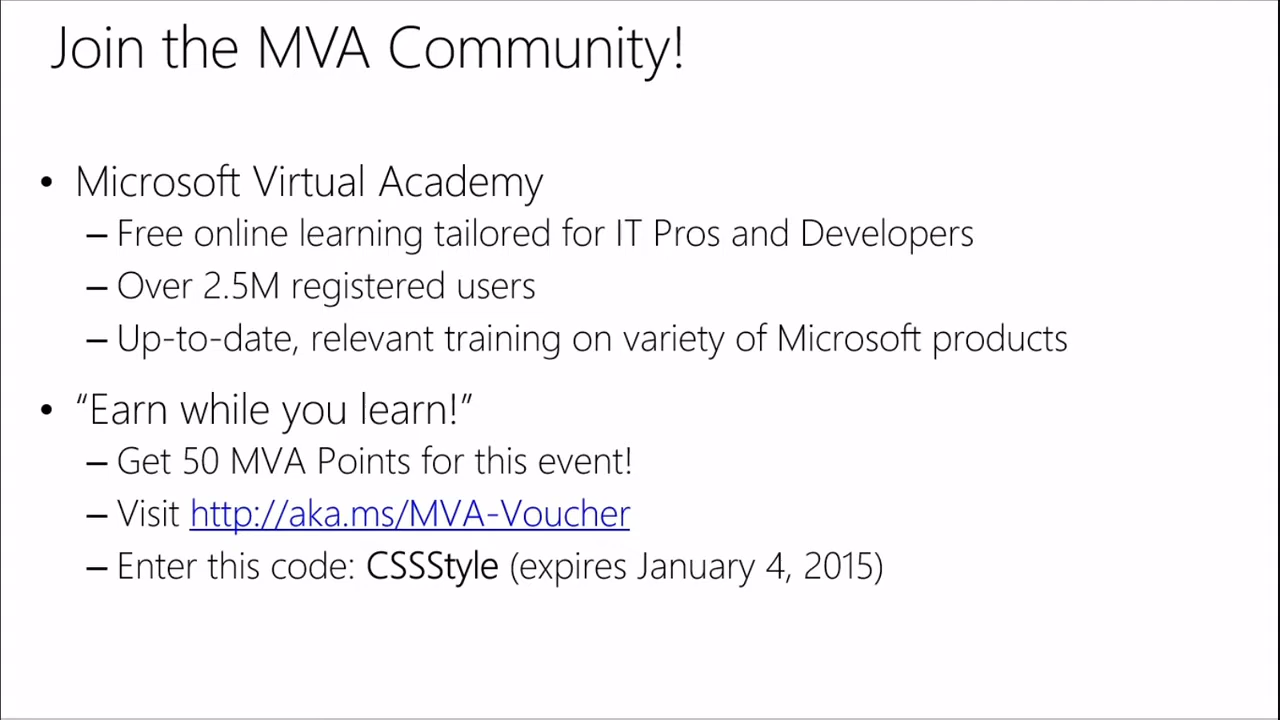 Join the MVA Community!
• Microsoft Virtual Academy
– Free online learning tailored for IT Pros and Developers
– Over 2.5M registered users
– Up-to-date, relevant training on variety of Microsoft products
• “Earn while you learn!”
– Get 50 MVA Points for this event!
– Visit http://aka.ms/MVA-Voucher
– Enter this code: CSSStyle (expires January 4, 2015)